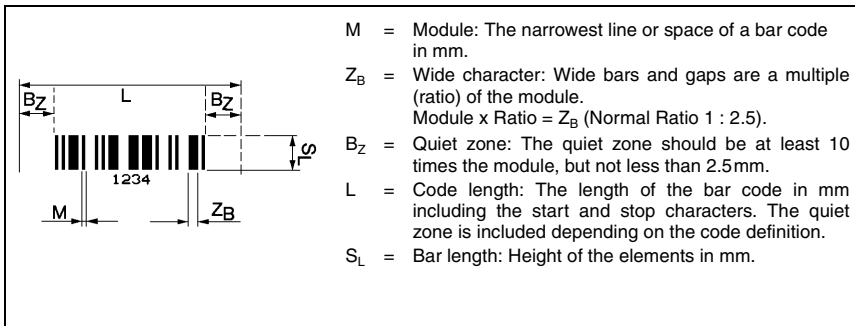 L
B_Z B_Z
S_L
1234
M Z_B
M = Module: The narrowest line or space of a bar code
in mm.
Z_B = Wide character: Wide bars and gaps are a multiple
(ratio) of the module.
Module x Ratio = Z_B (Normal Ratio 1 : 2.5).
B_Z = Quiet zone: The quiet zone should be at least 10
times the module, but not less than 2.5mm.
L = Code length: The length of the bar code in mm
including the start and stop characters. The quiet
zone is included depending on the code definition.
S_L = Bar length: Height of the elements in mm.